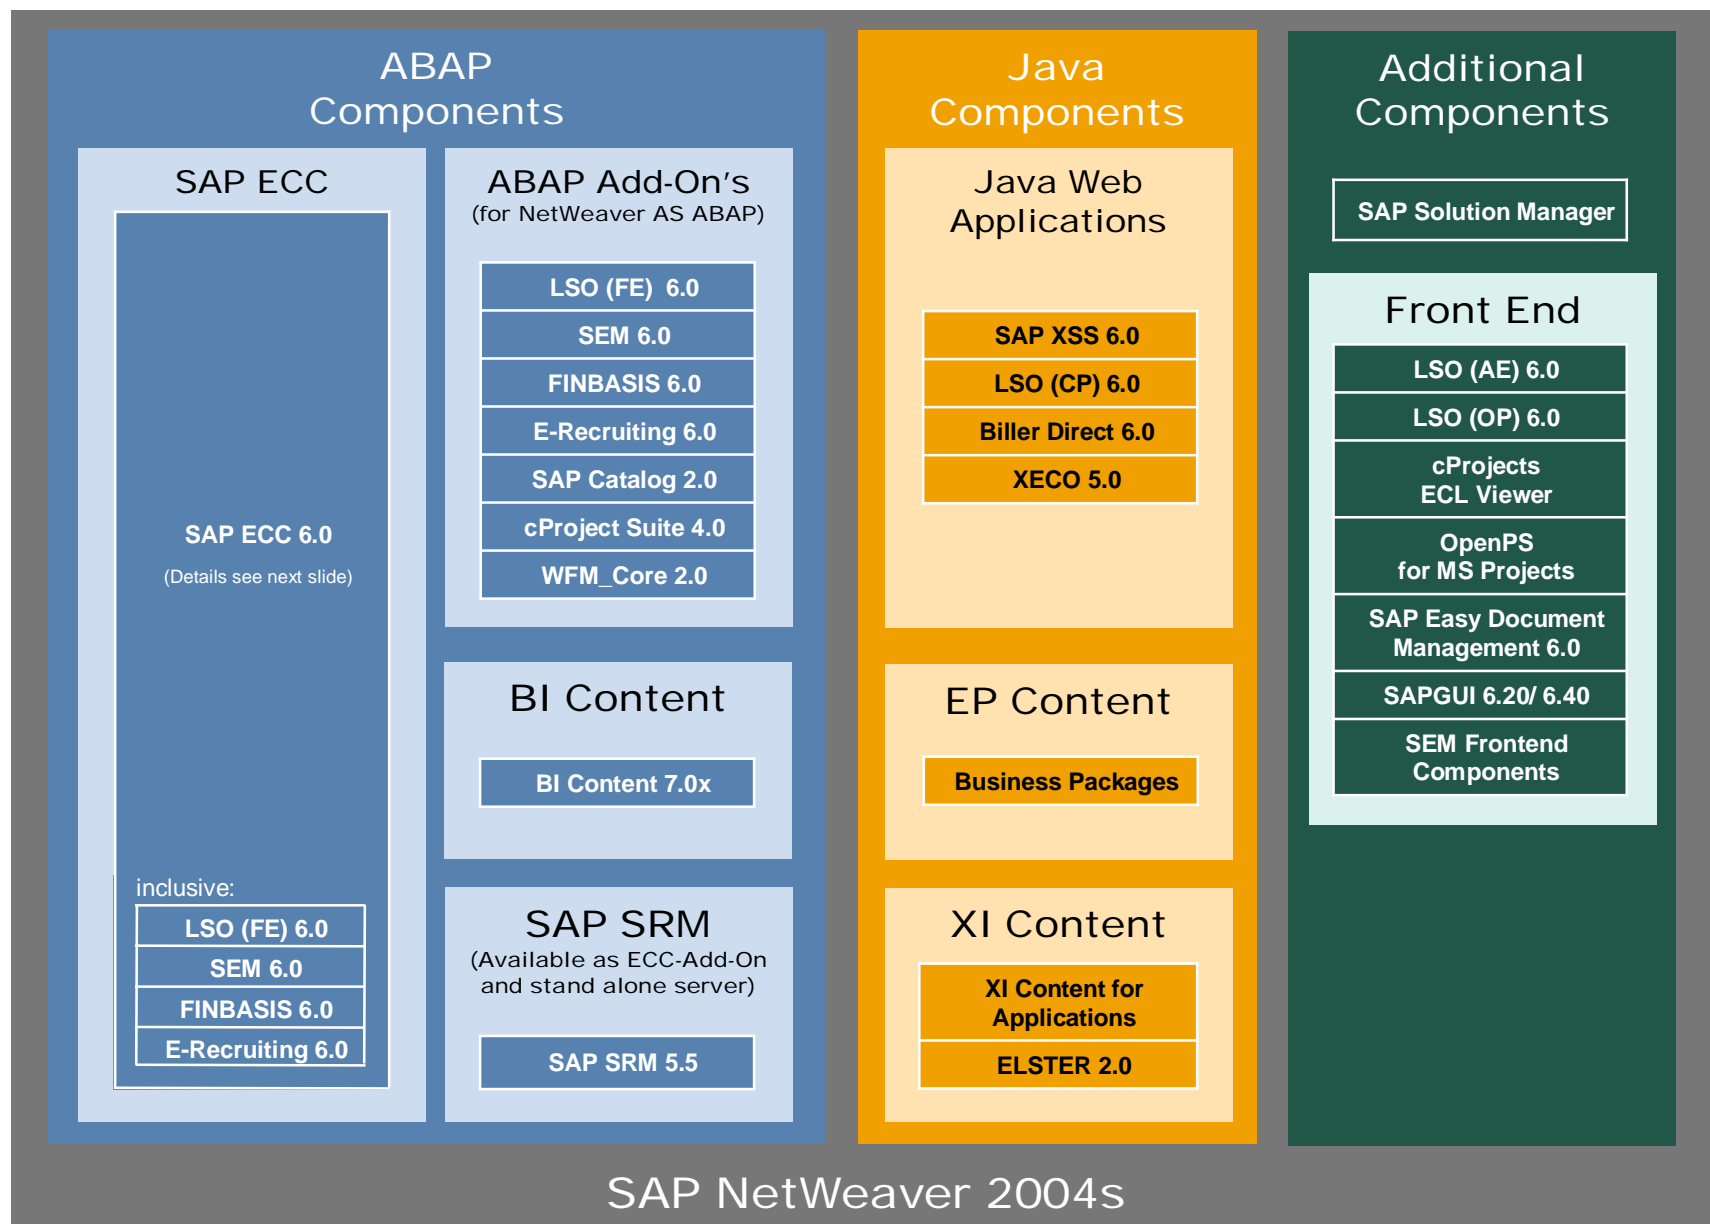 ABAP
Components
SAP ECC
SAP ECC 6.0
(Details see next slide)
inclusive:
LSO (FE) 6.0
SEM 6.0
FINBASIS 6.0
E-Recruiting 6.0
ABAP Add-On's
(for NetWeaver AS ABAP)
LSO (FE)  6.0
SEM 6.0
FINBASIS 6.0
E-Recruiting 6.0
SAP Catalog 2.0
cProject Suite 4.0
WFM_Core 2.0
BI Content
BI Content 7.0x
SAP SRM
(Available as ECC-Add-On
and stand alone server)
SAP SRM 5.5
Java
Components
Java Web
Applications
SAP XSS 6.0
LSO (CP) 6.0
Biller Direct 6.0
XECO 5.0
EP Content
Business Packages
XI Content
XI Content for
Applications
ELSTER 2.0
Additional
Components
SAP Solution Manager
Front End
LSO (AE) 6.0
LSO (OP) 6.0
cProjects
ECL Viewer
OpenPS
for MS Projects
SAP Easy Document
Management 6.0
SAPGUI 6.20/ 6.40
SEM Frontend
Components
SAP NetWeaver 2004s